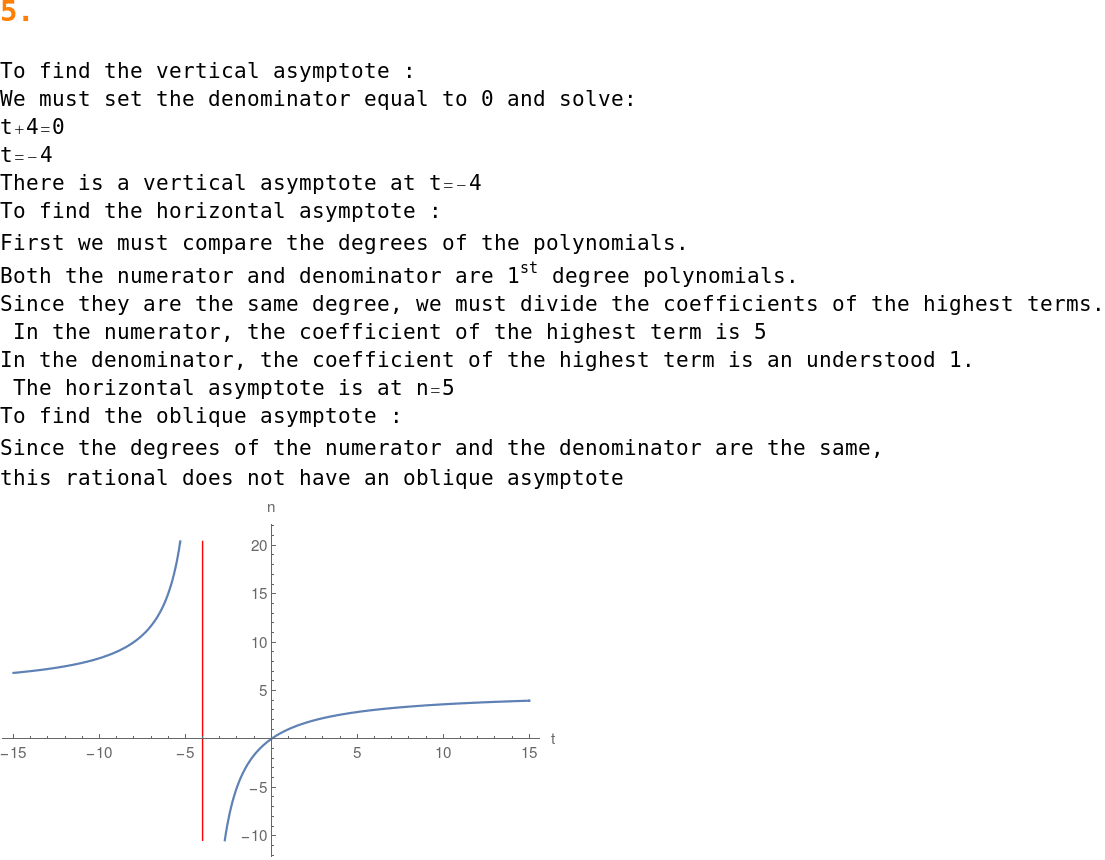 5.
To find the vertical asymptote :
We must set the denominator equal to 0 and solve:
t+4=0
t=-4
There is a vertical asymptote at t=-4
To find the horizontal asymptote :
First we must compare the degrees of the polynomials.
Both the numerator and denominator are 1st degree polynomials.
Since they are the same degree, we must divide the coefficients of the highest terms.
In the numerator, the coefficient of the highest term is 5
In the denominator, the coefficient of the highest term is an understood 1.
The horizontal asymptote is at n=5
To find the oblique asymptote :
Since the degrees of the numerator and the denominator are the same,
this rational does not have an oblique asymptote
n
20
15
10
5
t
-15 -10 -5 5 10 15
-5
-10